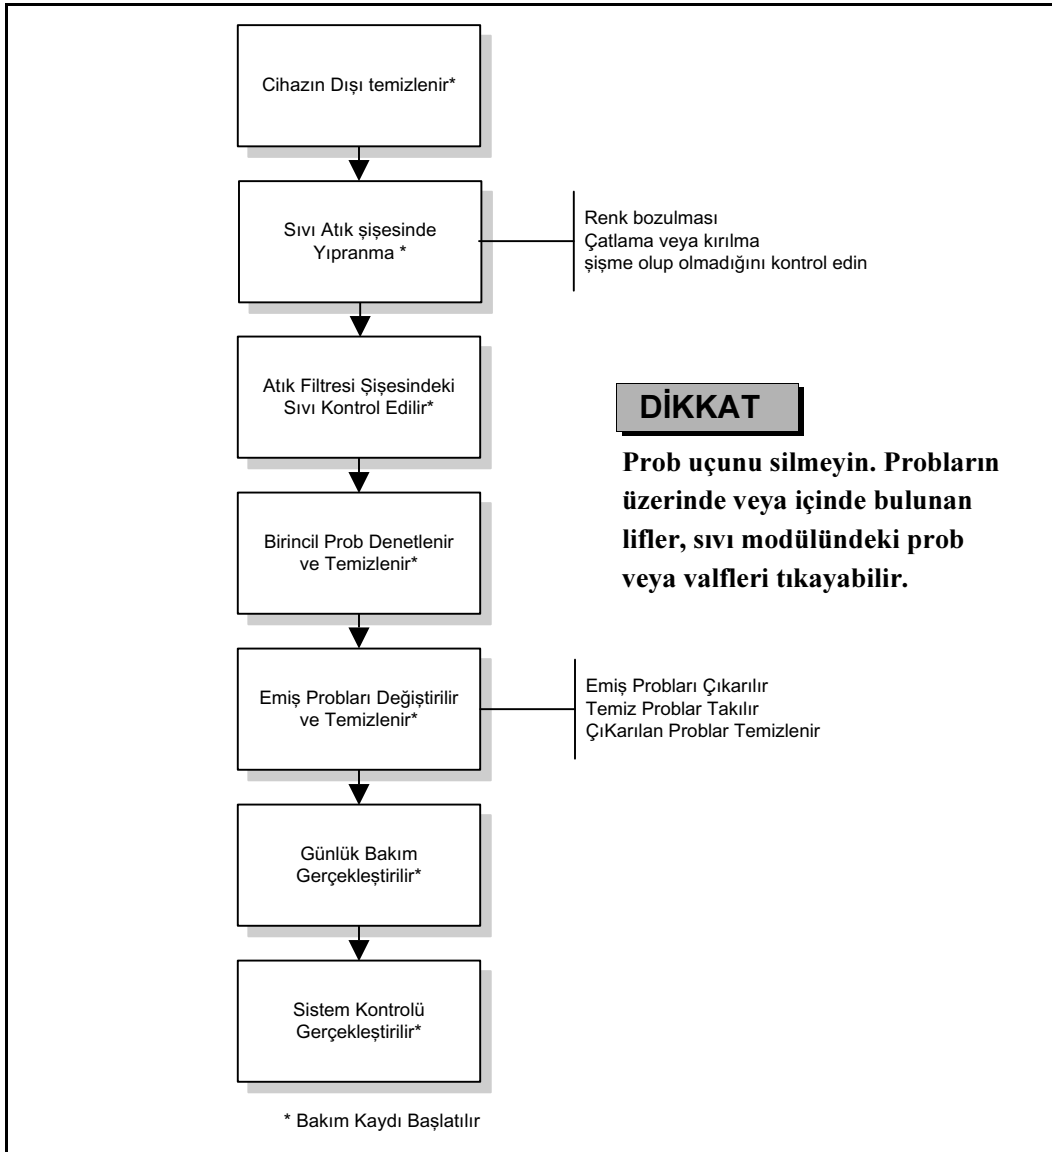 Cihazın Dışı temizlenir*
Sıvı Atık şişesinde
Yıpranma *
Renk bozulması
Çatlama veya kırılma
şişme olup olmadığını kontrol edin
Atık Filtresi Şişesindeki
Sıvı Kontrol Edilir*
DİKKAT
Prob uçunu silmeyin. Probların
üzerinde veya içinde bulunan
lifler, sıvı modülündeki prob
veya valfleri tıkayabilir.
Birincil Prob Denetlenir
ve Temizlenir*
Emiş Probları Değiştirilir
ve Temizlenir*
Emiş Probları Çıkarılır
Temiz Problar Takılır
ÇıKarılan Problar Temizlenir
Günlük Bakım
Gerçekleştirilir*
Sistem Kontrolü
Gerçekleştirilir*
* Bakım Kaydı Başlatılır